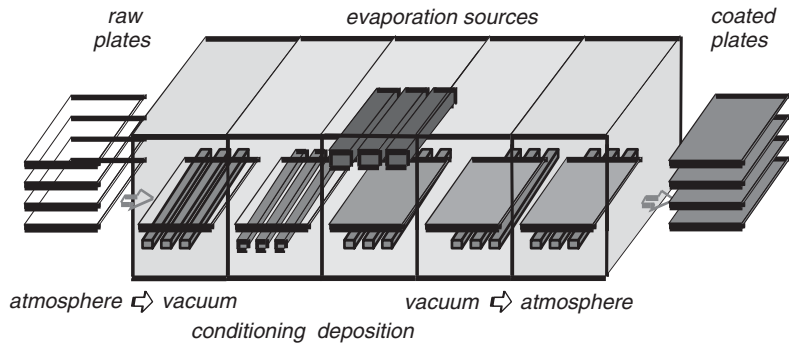 raw plates
evaporation sources
coated plates
atmosphere ⇨ vacuum
vacuum ⇨ atmosphere
conditioning deposition